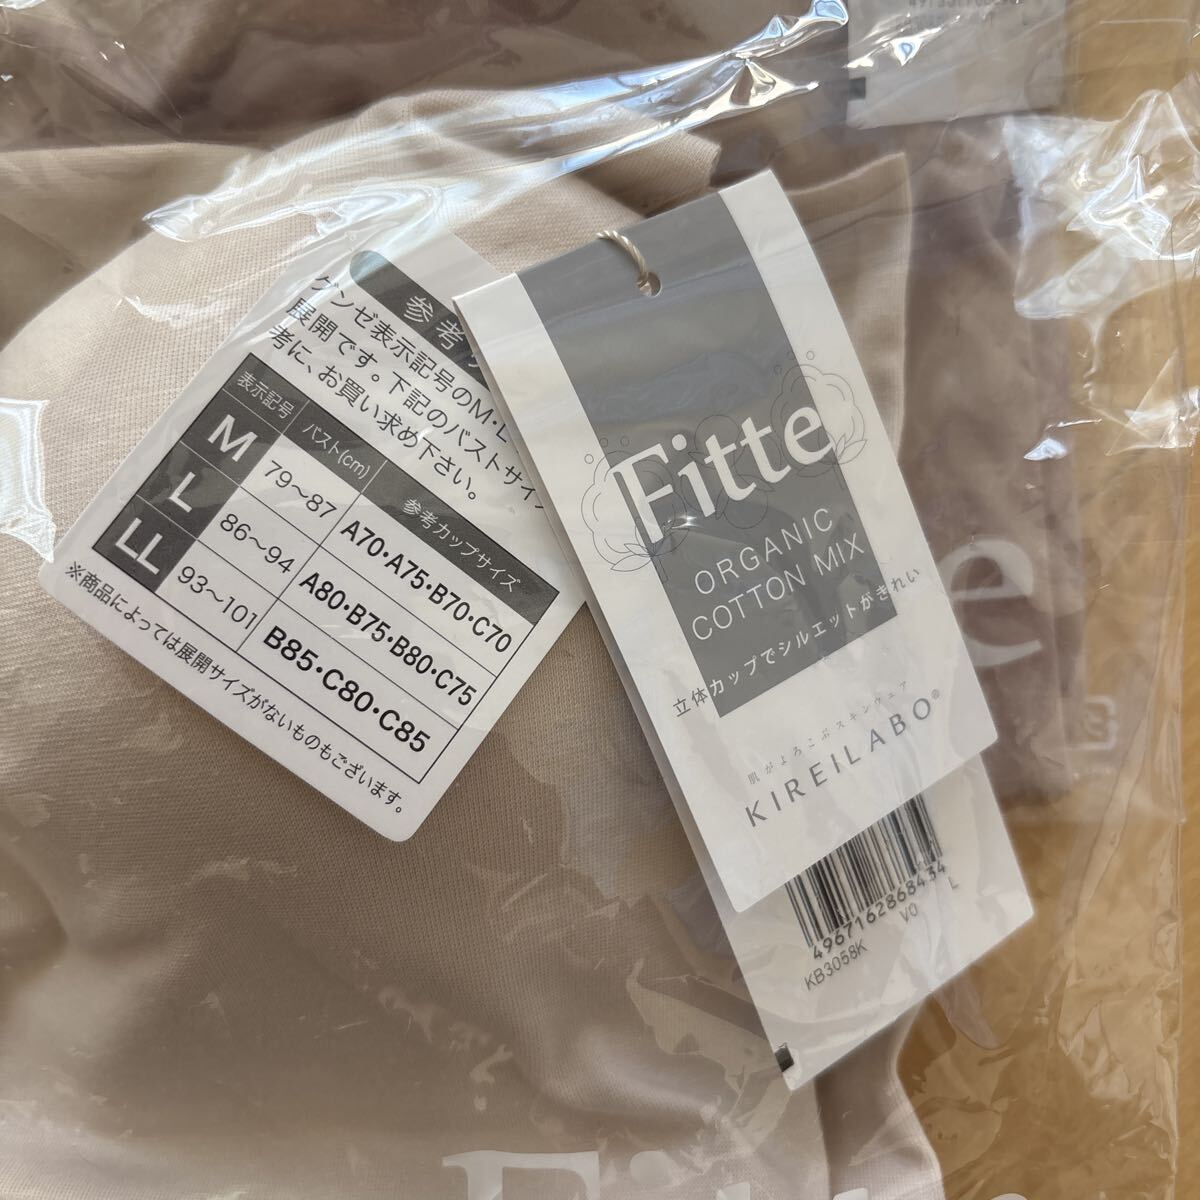 参考
グンゼ表示記号のM・L
展開です。下記のバストサイズ
考に、お買い求め下さい。
表示記号 バスト(cm) 参考カップサイズ
M 79～87 A70・A75・B70・C70
L 86～94 A80・B75・B80・C75
LL 93～101 B85・C80・C85
※商品によっては展開サイズがないものもございます。
Fitte
ORGANIC
COTTON MIX
立体カップでシルエットがきれい
肌がよろこぶスキンウェア
KIREILABO®
4967162868434
KB3058K VO L